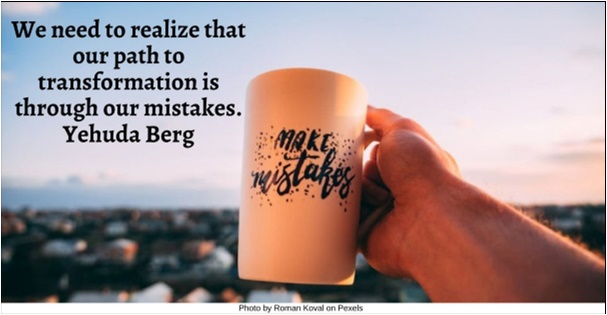 We need to realize that
our path to
transformation is
through our mistakes.
Yehuda Berg
MAKE
mistakes
Photo by Roman Koval on Pexels